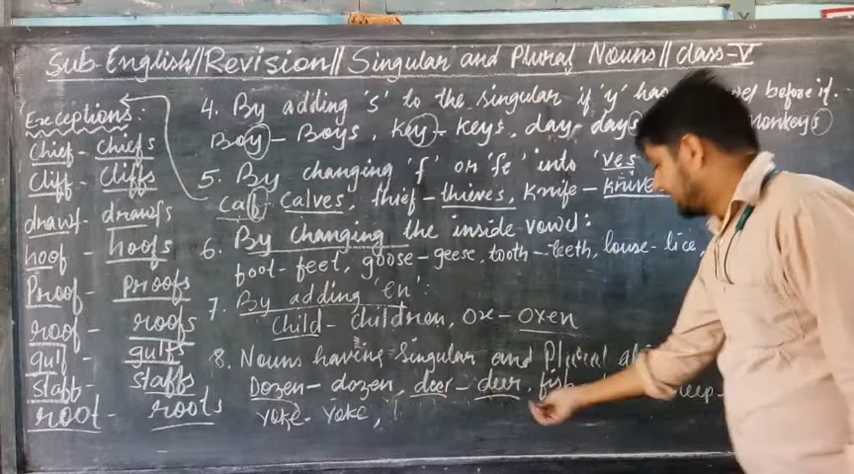 Sub-English//Revision// Singular and Plural Nouns// class-V
Exceptions:
Chief- chiefs
Cliff- cliffs
drawf- drawfs
hoof- hoofs
Proof- Proofs
roof- roofs
gulf- gulfs
staff- staffs
root- roots
4. By adding 's' to the singular if 'y' has before it.
Boy- Boys, key- keys, day- days monkeys
5. By changing 'f' or 'fe' into 'ves
calf- calves, thief- thieves, knife-
6. By changing the inside vowel:
foot- feet, goose- geese, tooth- teeth, louse- lice,
7. By adding 'en':
Child- children, Ox- Oxen
8. Nouns having Singular and Plural
Dozen- dozen, deer- deer, fish
Yoke- Yoke,